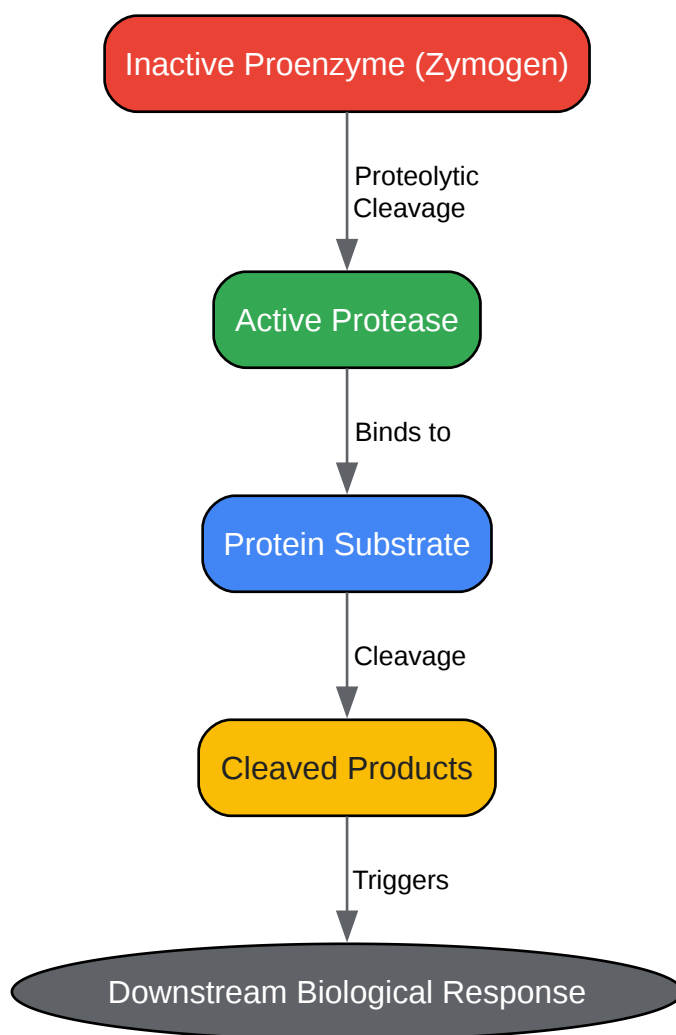 Inactive Proenzyme (Zymogen)
Proteolytic
Cleavage
Active Protease
Binds to
Protein Substrate
Cleavage
Cleaved Products
Triggers
Downstream Biological Response